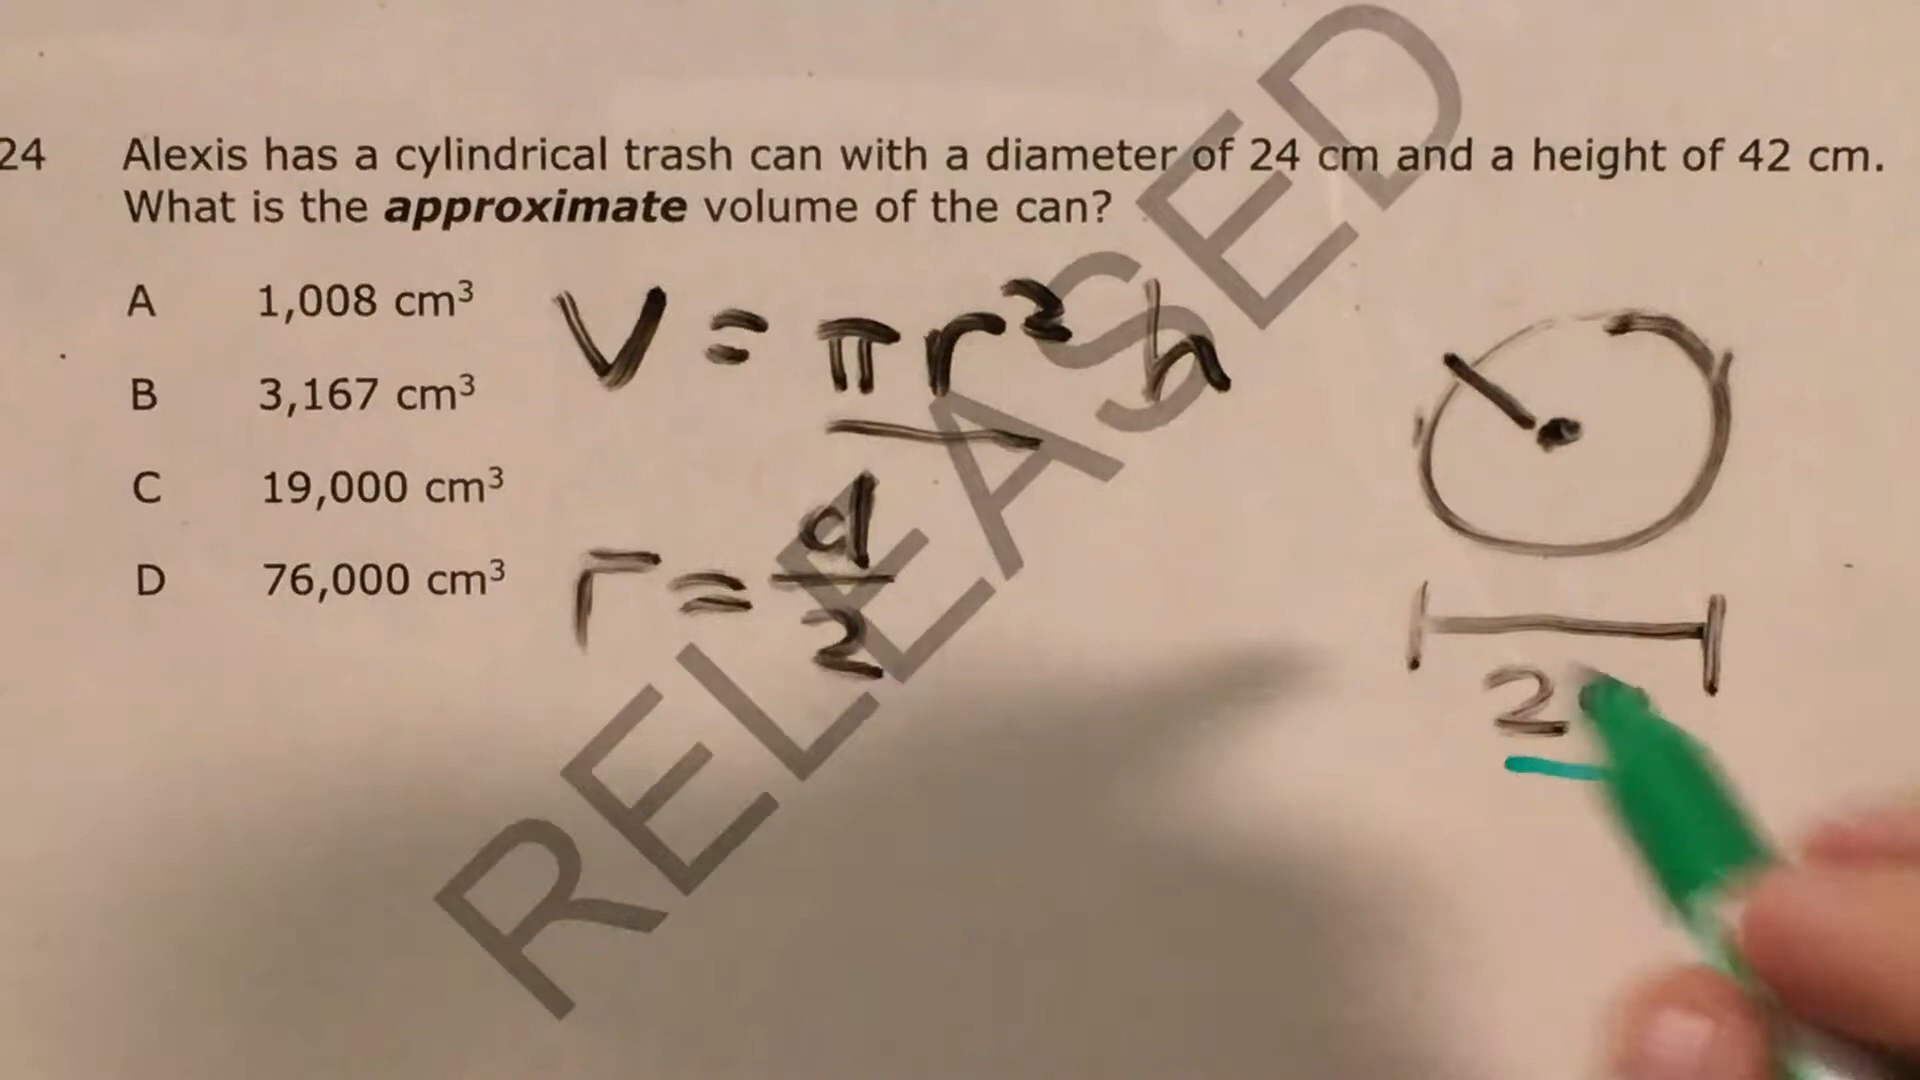 24 Alexis has a cylindrical trash can with a diameter of 24 cm and a height of 42 cm.
What is the approximate volume of the can?
A 1,008 cm³
B 3,167 cm³
C 19,000 cm³
D 76,000 cm³
V = πr²h
r = d/2
2
RELEASED